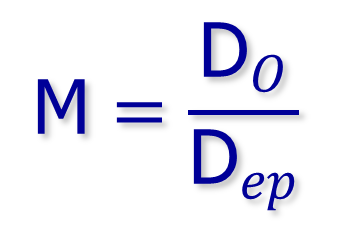 M = D_O / D_ep